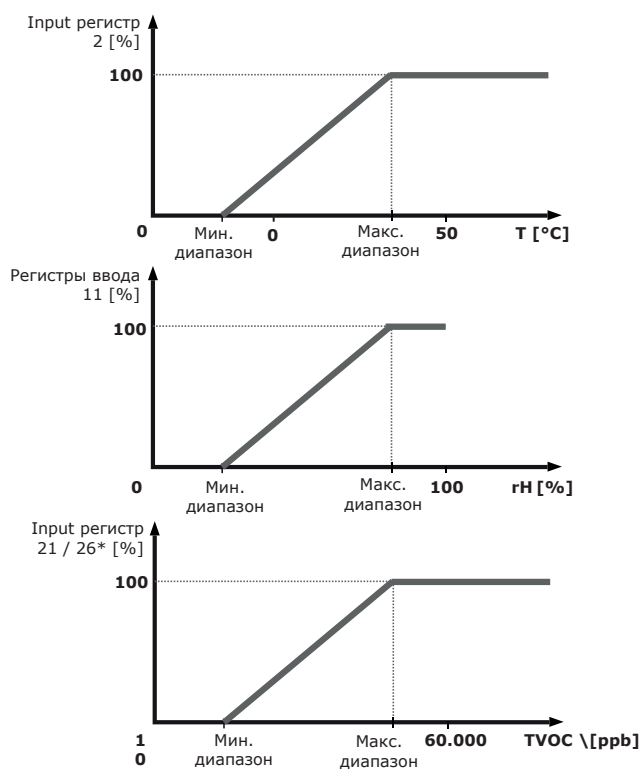 Input регистр
2 [%]
100
0 Мин. 0 Макс. 50 T [°C]
диапазон диапазон
Регистры ввода
11 [%]
100
0 Мин. Макс. 100 rH [%]
диапазон диапазон
Input регистр
21 / 26* [%]
100
1 Мин. Макс. 60.000 TVOC \[ppb]
0 диапазон диапазон